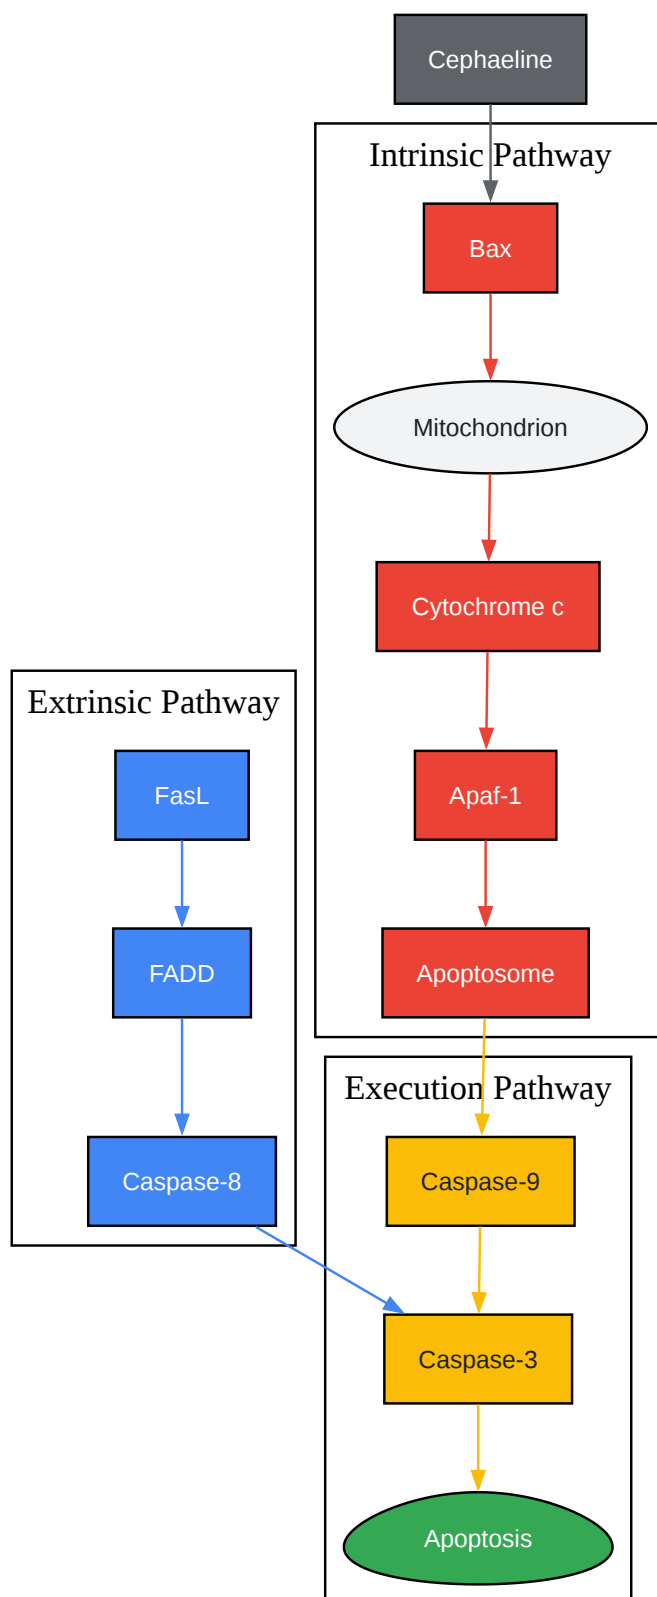 Cephaeline
Intrinsic Pathway
Bax
Mitochondrion
Cytochrome c
Extrinsic Pathway
FasL
Apaf-1
FADD
Apoptosome
Execution Pathway
Caspase-8
Caspase-9
Caspase-3
Apoptosis